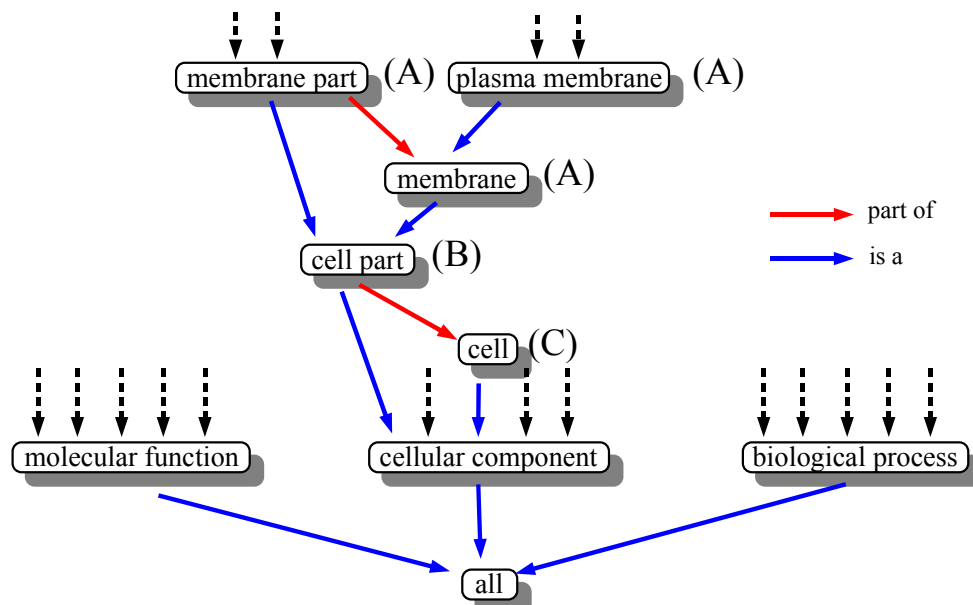 membrane part (A) plasma membrane (A)
membrane (A)
part of
is a
cell part (B)
cell (C)
molecular function cellular component biological process
all